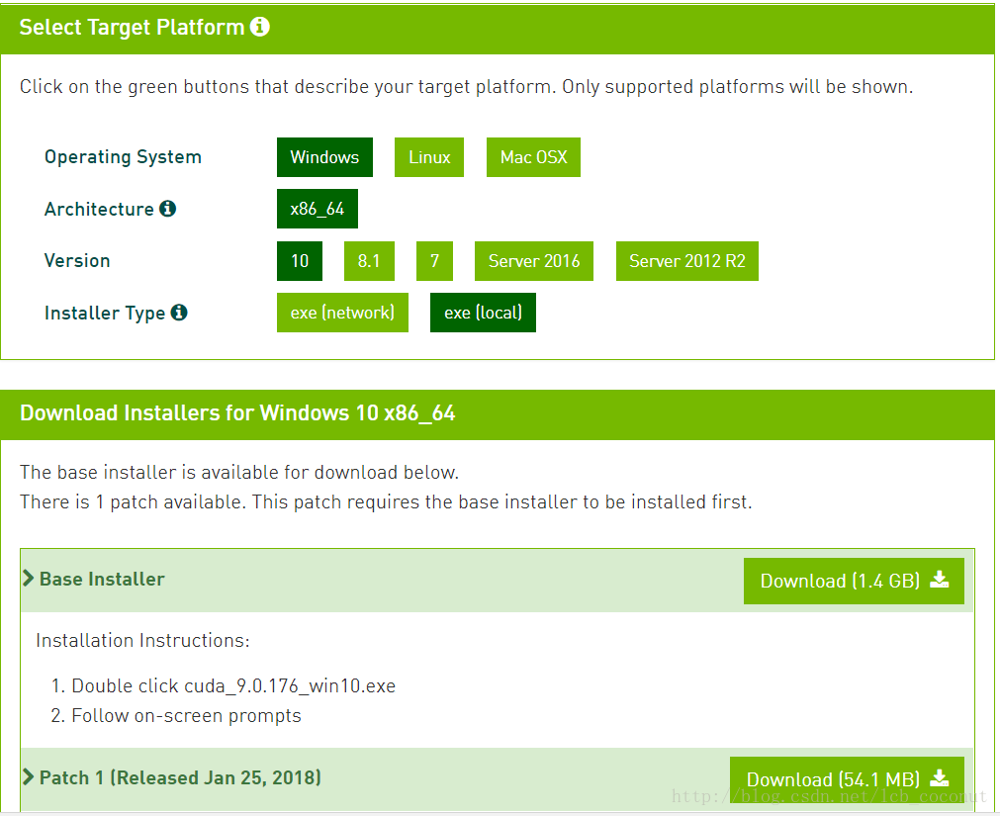 Select Target Platform
Click on the green buttons that describe your target platform. Only supported platforms will be shown.
Operating System Windows Linux Mac OSX
Architecture x86_64
Version 10 8.1 7 Server 2016 Server 2012 R2
Installer Type exe (network) exe (local)
Download Installers for Windows 10 x86_64
The base installer is available for download below.
There is 1 patch available. This patch requires the base installer to be installed first.
Base Installer Download (1.4 GB)
Installation Instructions:
1. Double click cuda_9.0.176_win10.exe
2. Follow on-screen prompts
Patch 1 (Released Jan 25, 2018) Download (54.1 MB)
http://blog.csdn.net/lcb_coconut